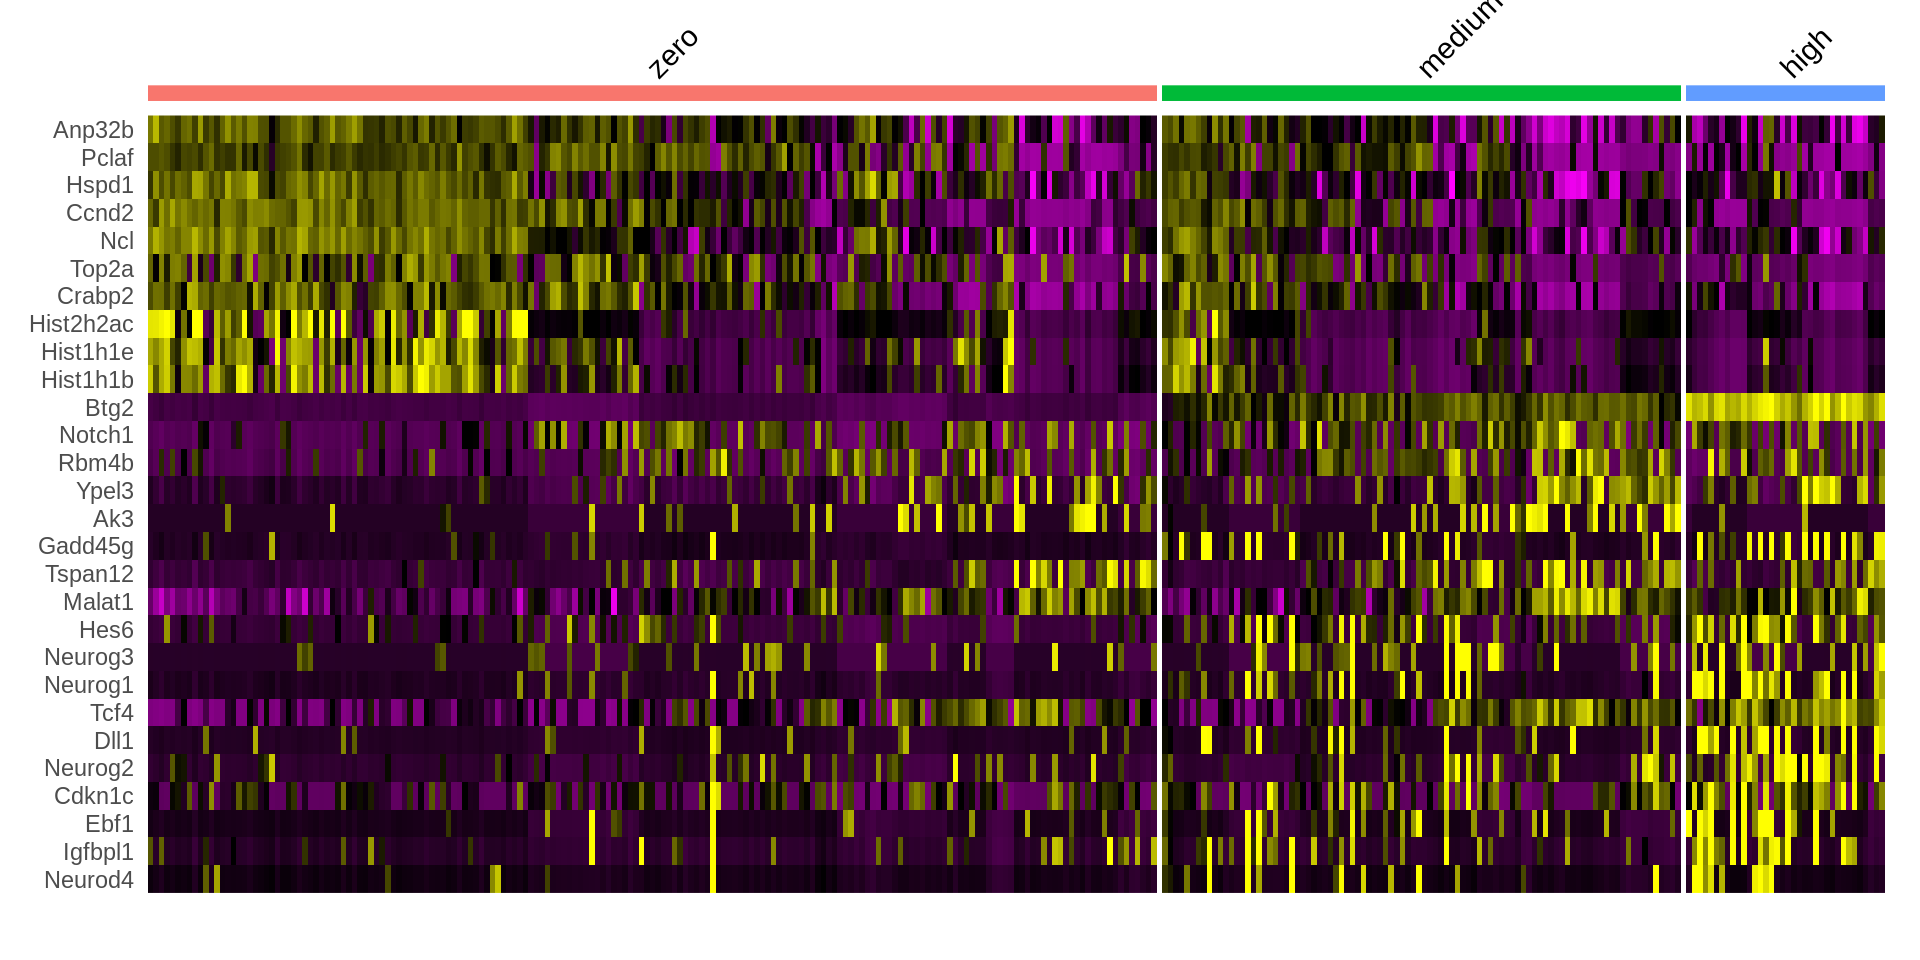 zero
medium
high
Anp32b
Pclaf
Hspd1
Ccnd2
Ncl
Top2a
Crabp2
Hist2h2ac
Hist1h1e
Hist1h1b
Btg2
Notch1
Rbm4b
Ypel3
Ak3
Gadd45g
Tspan12
Malat1
Hes6
Neurog3
Neurog1
Tcf4
Dll1
Neurog2
Cdkn1c
Ebf1
Igfbpl1
Neurod4